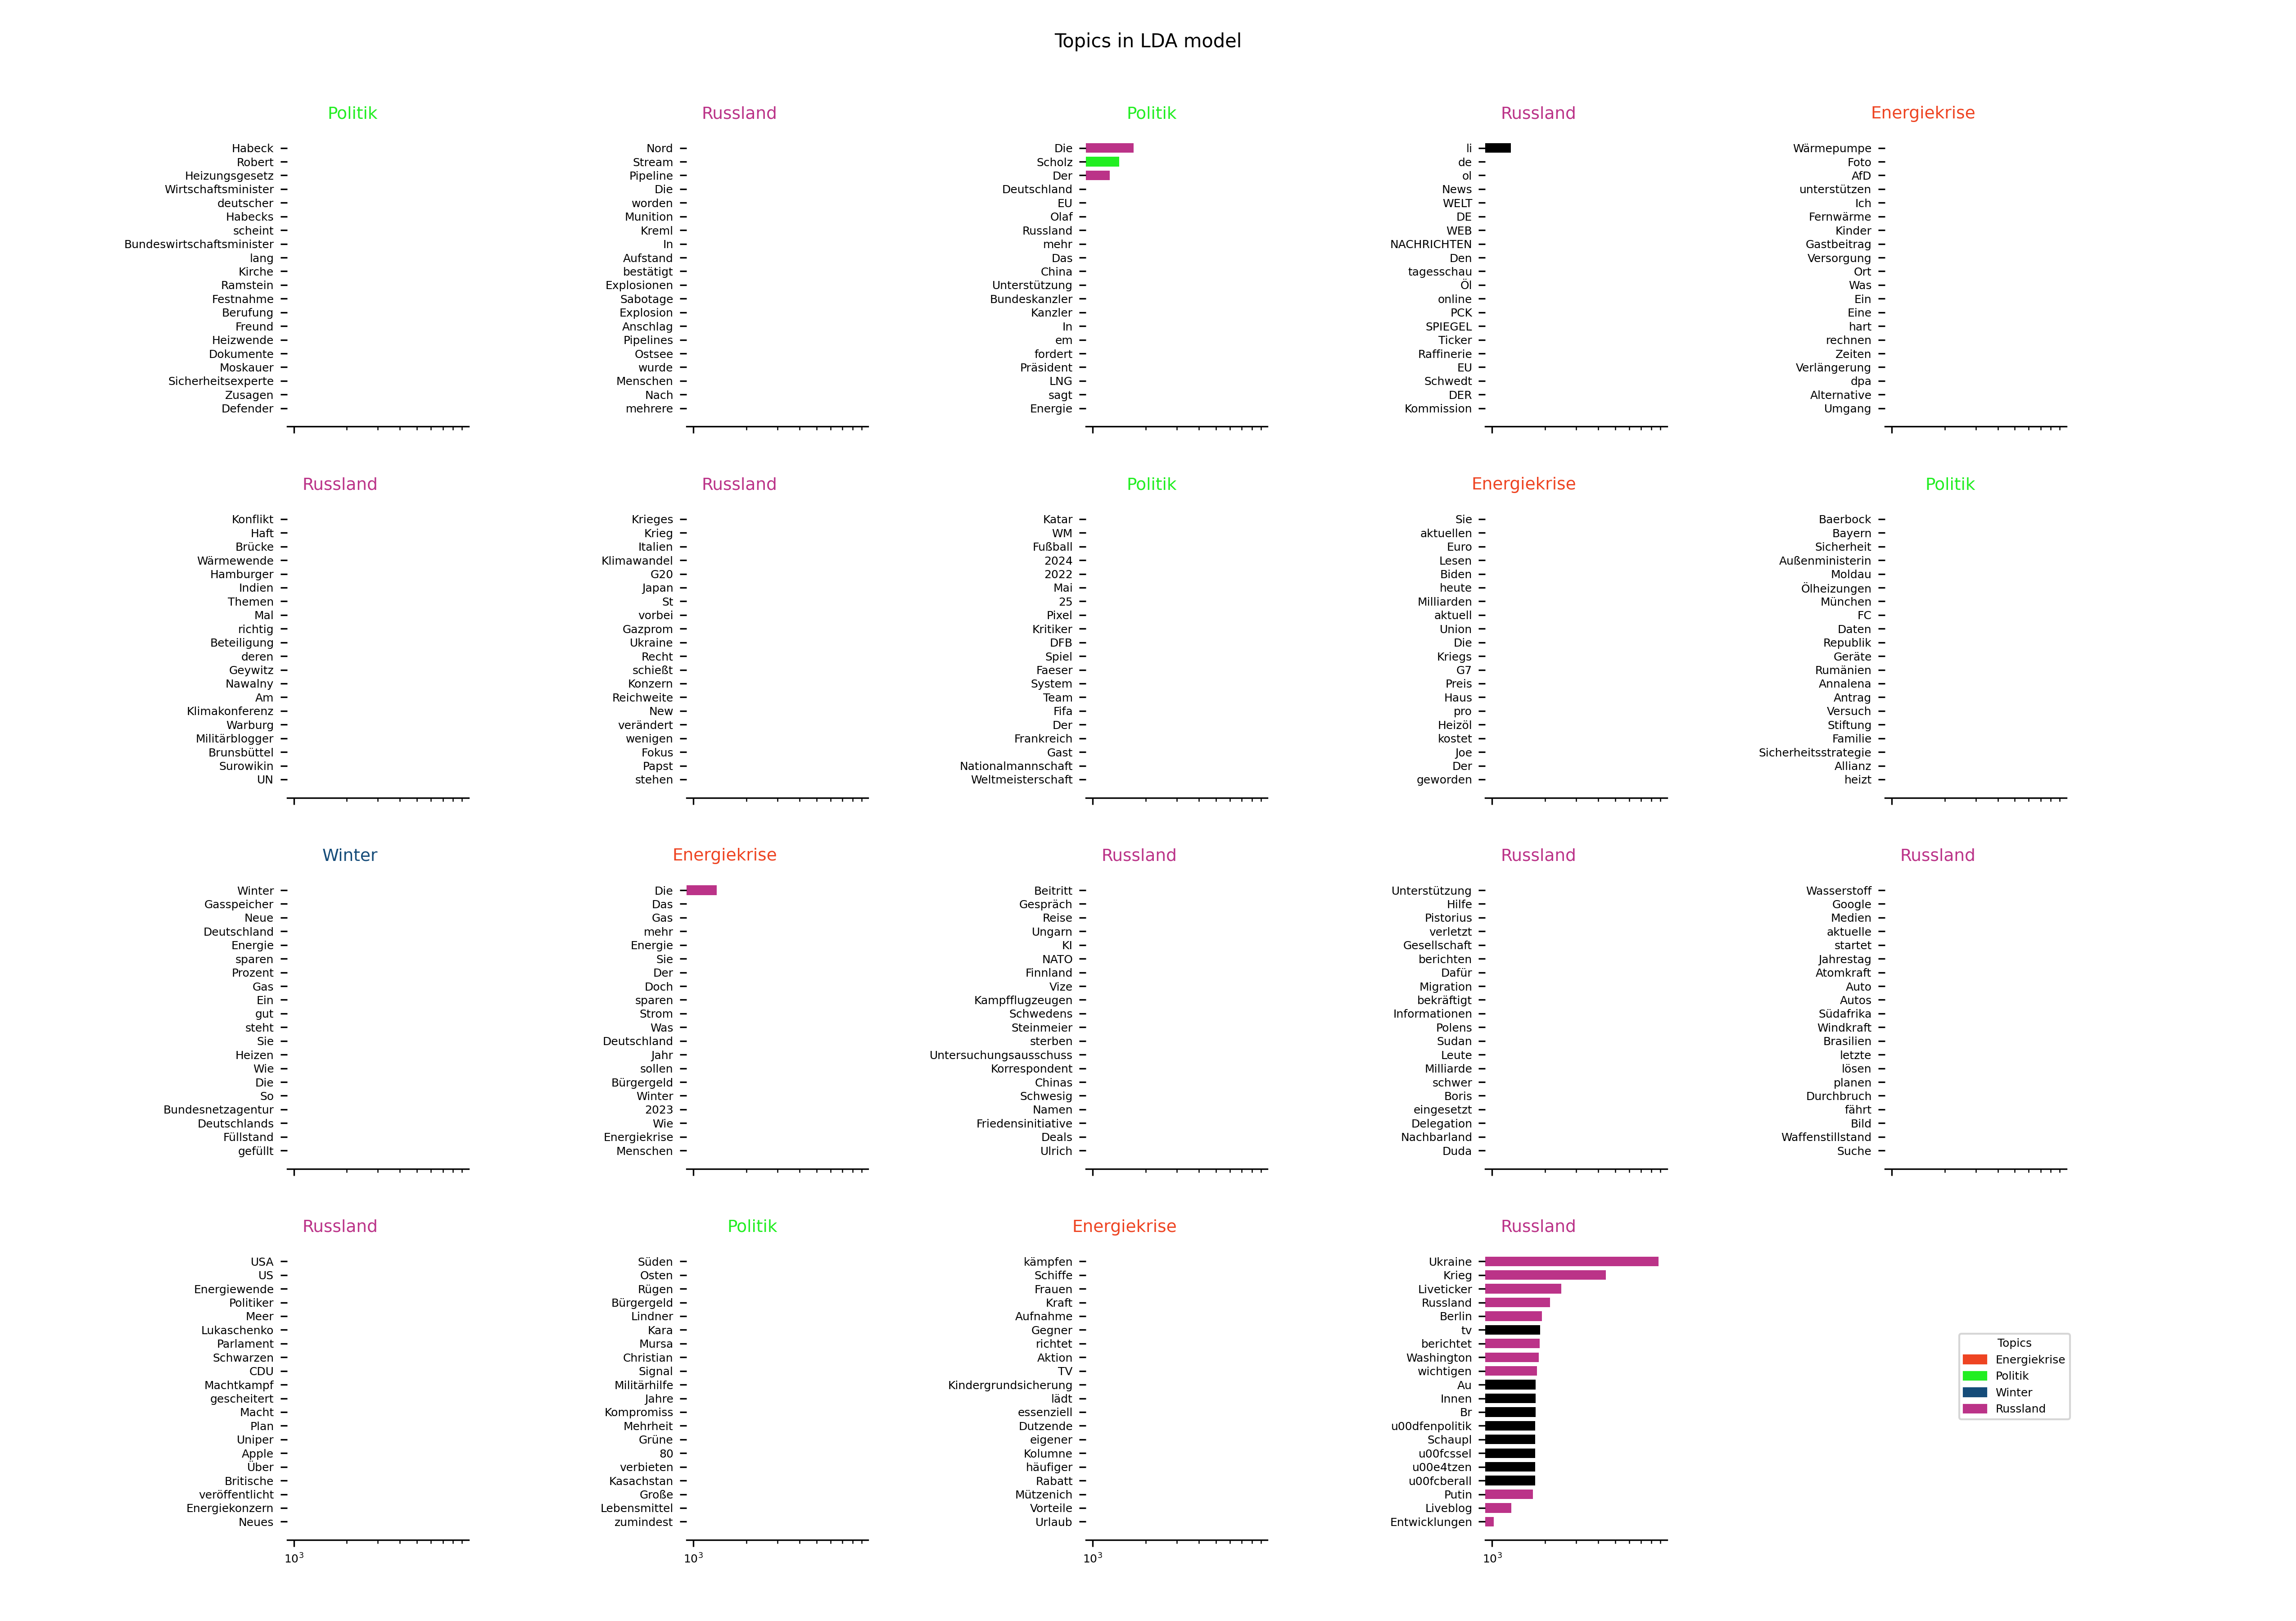 Topics in LDA model
Politik
Habeck
Robert
Heizungsgesetz
Wirtschaftsminister
deutscher
Habecks
scheint
Bundeswirtschaftsminister
lang
Kirche
Ramstein
Festnahme
Berufung
Freund
Heizwende
Dokumente
Moskauer
Sicherheitsexperte
Zusagen
Defender
Russland
Nord
Stream
Pipeline
Die
worden
Munition
Kreml
In
Aufstand
bestätigt
Explosionen
Sabotage
Explosion
Anschlag
Pipelines
Ostsee
wurde
Menschen
Nach
mehrere
Politik
Die
Scholz
Der
Deutschland
EU
Olaf
Russland
mehr
Das
China
Unterstützung
Bundeskanzler
Kanzler
In
em
fordert
Präsident
LNG
sagt
Energie
Russland
li
de
ol
News
WELT
DE
WEB
NACHRICHTEN
Den
tagesschau
Öl
online
PCK
SPIEGEL
Ticker
Raffinerie
EU
Schwedt
DER
Kommission
Energiekrise
Wärmepumpe
Foto
AfD
unterstützen
Ich
Fernwärme
Kinder
Gastbeitrag
Versorgung
Ort
Was
Ein
Eine
hart
rechnen
Zeiten
Verlängerung
dpa
Alternative
Umgang
Russland
Konflikt
Haft
Brücke
Wärmewende
Hamburger
Indien
Themen
Mal
richtig
Beteiligung
deren
Geywitz
Nawalny
Am
Klimakonferenz
Warburg
Militärblogger
Brunsbüttel
Surowikin
UN
Russland
Krieges
Krieg
Italien
Klimawandel
G20
Japan
St
vorbei
Gazprom
Ukraine
Recht
schießt
Konzern
Reichweite
New
verändert
wenigen
Fokus
Papst
stehen
Politik
Katar
WM
Fußball
2024
2022
Mai
25
Pixel
Kritiker
DFB
Spiel
Faeser
System
Team
Fifa
Der
Frankreich
Gast
Nationalmannschaft
Weltmeisterschaft
Energiekrise
Sie
aktuellen
Euro
Lesen
Biden
heute
Milliarden
aktuell
Union
Die
Kriegs
G7
Preis
Haus
pro
Heizöl
kostet
Joe
Der
geworden
Politik
Baerbock
Bayern
Sicherheit
Außenministerin
Moldau
Ölheizungen
München
FC
Daten
Republik
Geräte
Rumänien
Annalena
Antrag
Versuch
Stiftung
Familie
Sicherheitsstrategie
Allianz
heizt
Winter
Winter
Gasspeicher
Neue
Deutschland
Energie
sparen
Prozent
Gas
Ein
gut
steht
Sie
Heizen
Wie
Die
So
Bundesnetzagentur
Deutschlands
Füllstand
gefüllt
Energiekrise
Die
Das
Gas
mehr
Energie
Sie
Der
Doch
sparen
Strom
Was
Deutschland
Jahr
sollen
Bürgergeld
Winter
2023
Wie
Energiekrise
Menschen
Russland
Beitritt
Gespräch
Reise
Ungarn
KI
NATO
Finnland
Vize
Kampfflugzeugen
Schwedens
Steinmeier
sterben
Untersuchungsausschuss
Korrespondent
Chinas
Schwesig
Namen
Friedensinitiative
Deals
Ulrich
Russland
Unterstützung
Hilfe
Pistorius
verletzt
Gesellschaft
berichten
Dafür
Migration
bekräftigt
Informationen
Polens
Sudan
Leute
Milliarde
schwer
Boris
eingesetzt
Delegation
Nachbarland
Duda
Russland
Wasserstoff
Google
Medien
aktuelle
startet
Jahrestag
Atomkraft
Auto
Autos
Südafrika
Windkraft
Brasilien
letzte
lösen
planen
Durchbruch
fährt
Bild
Waffenstillstand
Suche
Russland
USA
US
Energiewende
Politiker
Meer
Lukaschenko
Parlament
Schwarzen
CDU
Machtkampf
gescheitert
Macht
Plan
Uniper
Apple
Über
Britische
veröffentlicht
Energiekonzern
Neues
10³
Politik
Süden
Osten
Rügen
Bürgergeld
Lindner
Kara
Mursa
Christian
Signal
Militärhilfe
Jahre
Kompromiss
Mehrheit
Grüne
80
verbieten
Kasachstan
Große
Lebensmittel
zumindest
10³
Energiekrise
kämpfen
Schiffe
Frauen
Kraft
Aufnahme
Gegner
richtet
Aktion
TV
Kindergrundsicherung
lädt
essenziell
Dutzende
eigener
Kolumne
häufiger
Rabatt
Mützenich
Vorteile
Urlaub
10³
Russland
Ukraine
Krieg
Liveticker
Russland
Berlin
tv
berichtet
Washington
wichtigen
Au
Innen
Br
u00dfenpolitik
Schaupl
u00fcssel
u00e4tzen
u00fcberall
Putin
Liveblog
Entwicklungen
10³
Topics
Energiekrise
Politik
Winter
Russland